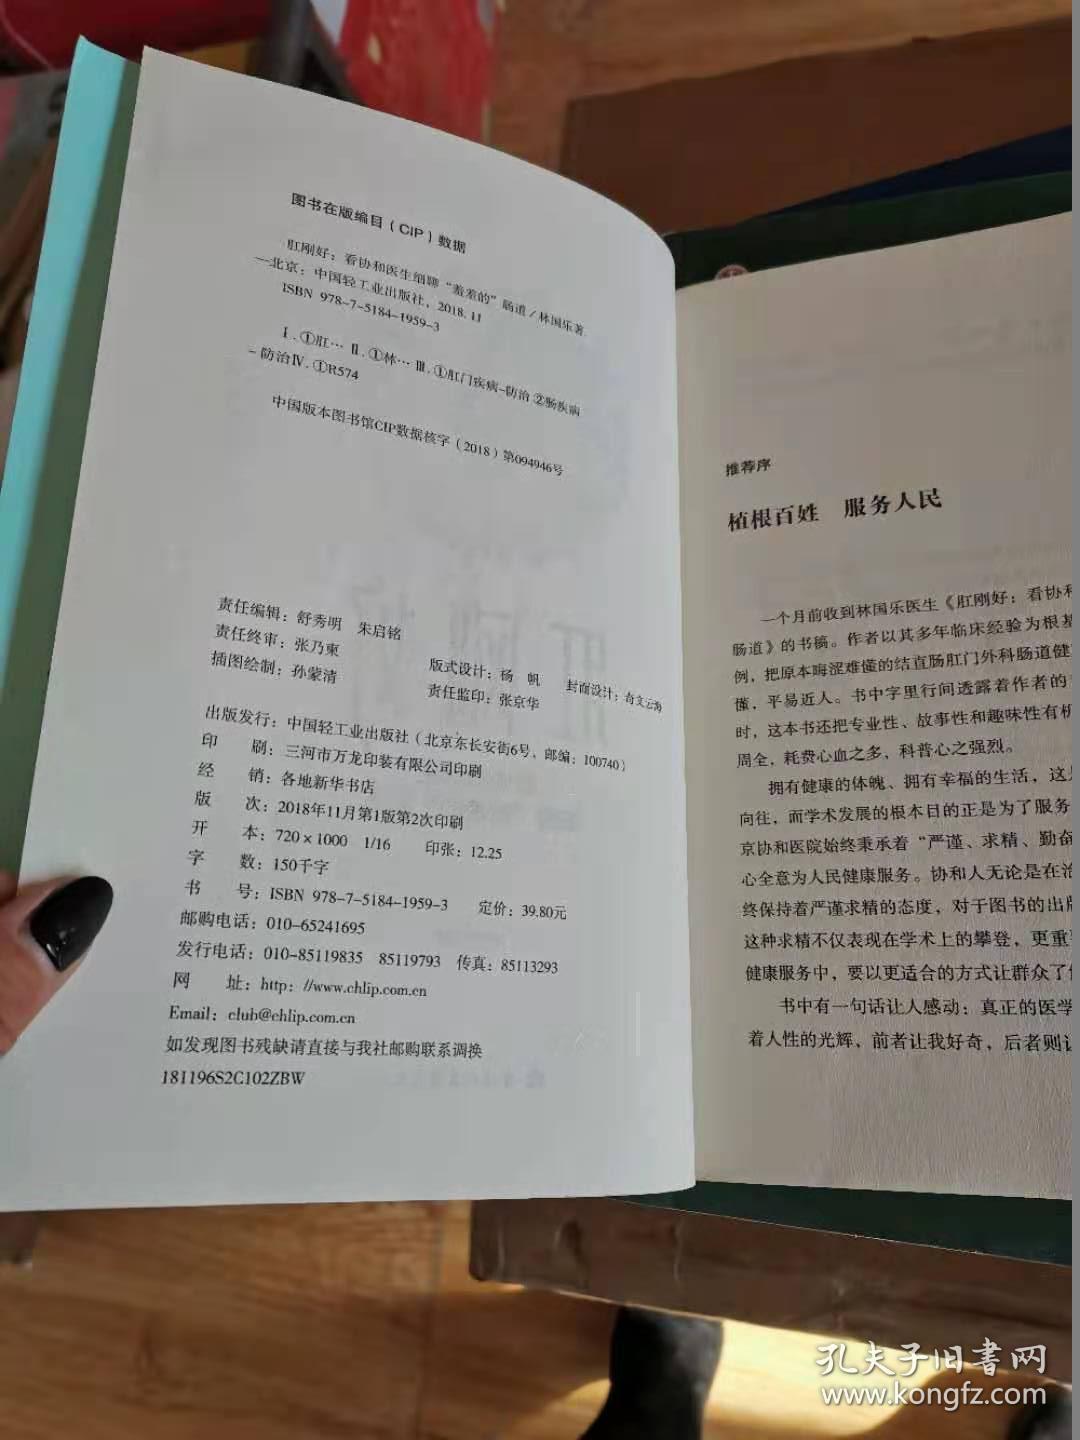 图书在版编目（CIP）数据
肛刚好：看协和医生细聊“羞羞的”肠道／林国乐著.
—北京：中国轻工业出版社，2018.11
ISBN 978-7-5184-1959-3
Ⅰ.①肛… Ⅱ.①林… Ⅲ.①肛门疾病-防治 ②肠疾病
-防治Ⅳ.①R574
中国版本图书馆CIP数据核字（2018）第094946号
责任编辑：舒秀明 朱启铭
责任终审：张乃柬 版式设计：杨 帆 封面设计：奇文云海
插图绘制：孙蒙清 责任监印：张京华
出版发行：中国轻工业出版社（北京东长安街6号，邮编：100740）
印 刷：三河市万龙印装有限公司印刷
经 销：各地新华书店
版 次：2018年11月第1版第2次印刷
开 本：720×1000 1/16 印张：12.25
字 数：150千字
书 号：ISBN 978-7-5184-1959-3 定价：39.80元
邮购电话：010-65241695
发行电话：010-85119835 85119793 传真：85113293
网 址：http：//www.chlip.com.cn
Email：club@chlip.com.cn
如发现图书残缺请直接与我社邮购联系调换
181196S2C102ZBW
推荐序
植根百姓 服务人民
一个月前收到林国乐医生《肛刚好：看协和
肠道》的书稿。作者以其多年临床经验为根基
例，把原本晦涩难懂的结直肠肛门外科肠道健
懂，平易近人。书中字里行间透露着作者的
时，这本书还把专业性、故事性和趣味性有机
周全，耗费心血之多，科普心之强烈。
拥有健康的体魄、拥有幸福的生活，这是
向往，而学术发展的根本目的正是为了服务
京协和医院始终秉承着“严谨、求精、勤奋
心全意为人民健康服务。协和人无论是在治
终保持着严谨求精的态度，对于图书的出版
这种求精不仅表现在学术上的攀登，更重要
健康服务中，要以更适合的方式让群众了
书中有一句话让人感动：真正的医学
着人性的光辉，前者让我好奇，后者则让
孔夫子旧書网
www.kongfz.com